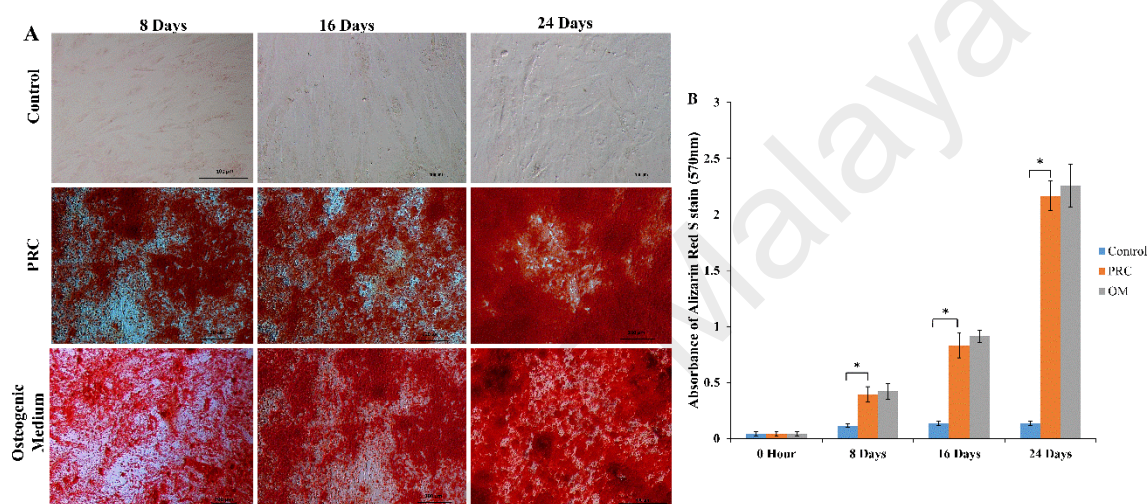 A
8 Days
16 Days
24 Days
Control
PRC
Osteogenic
Medium
Malaya
B
Absorbance of Alizarin Red S stain (570nm)
3
2.5
2
1.5
1
0.5
0
*
*
*
0 Hour
8 Days
16 Days
24 Days
Control
PRC
OM